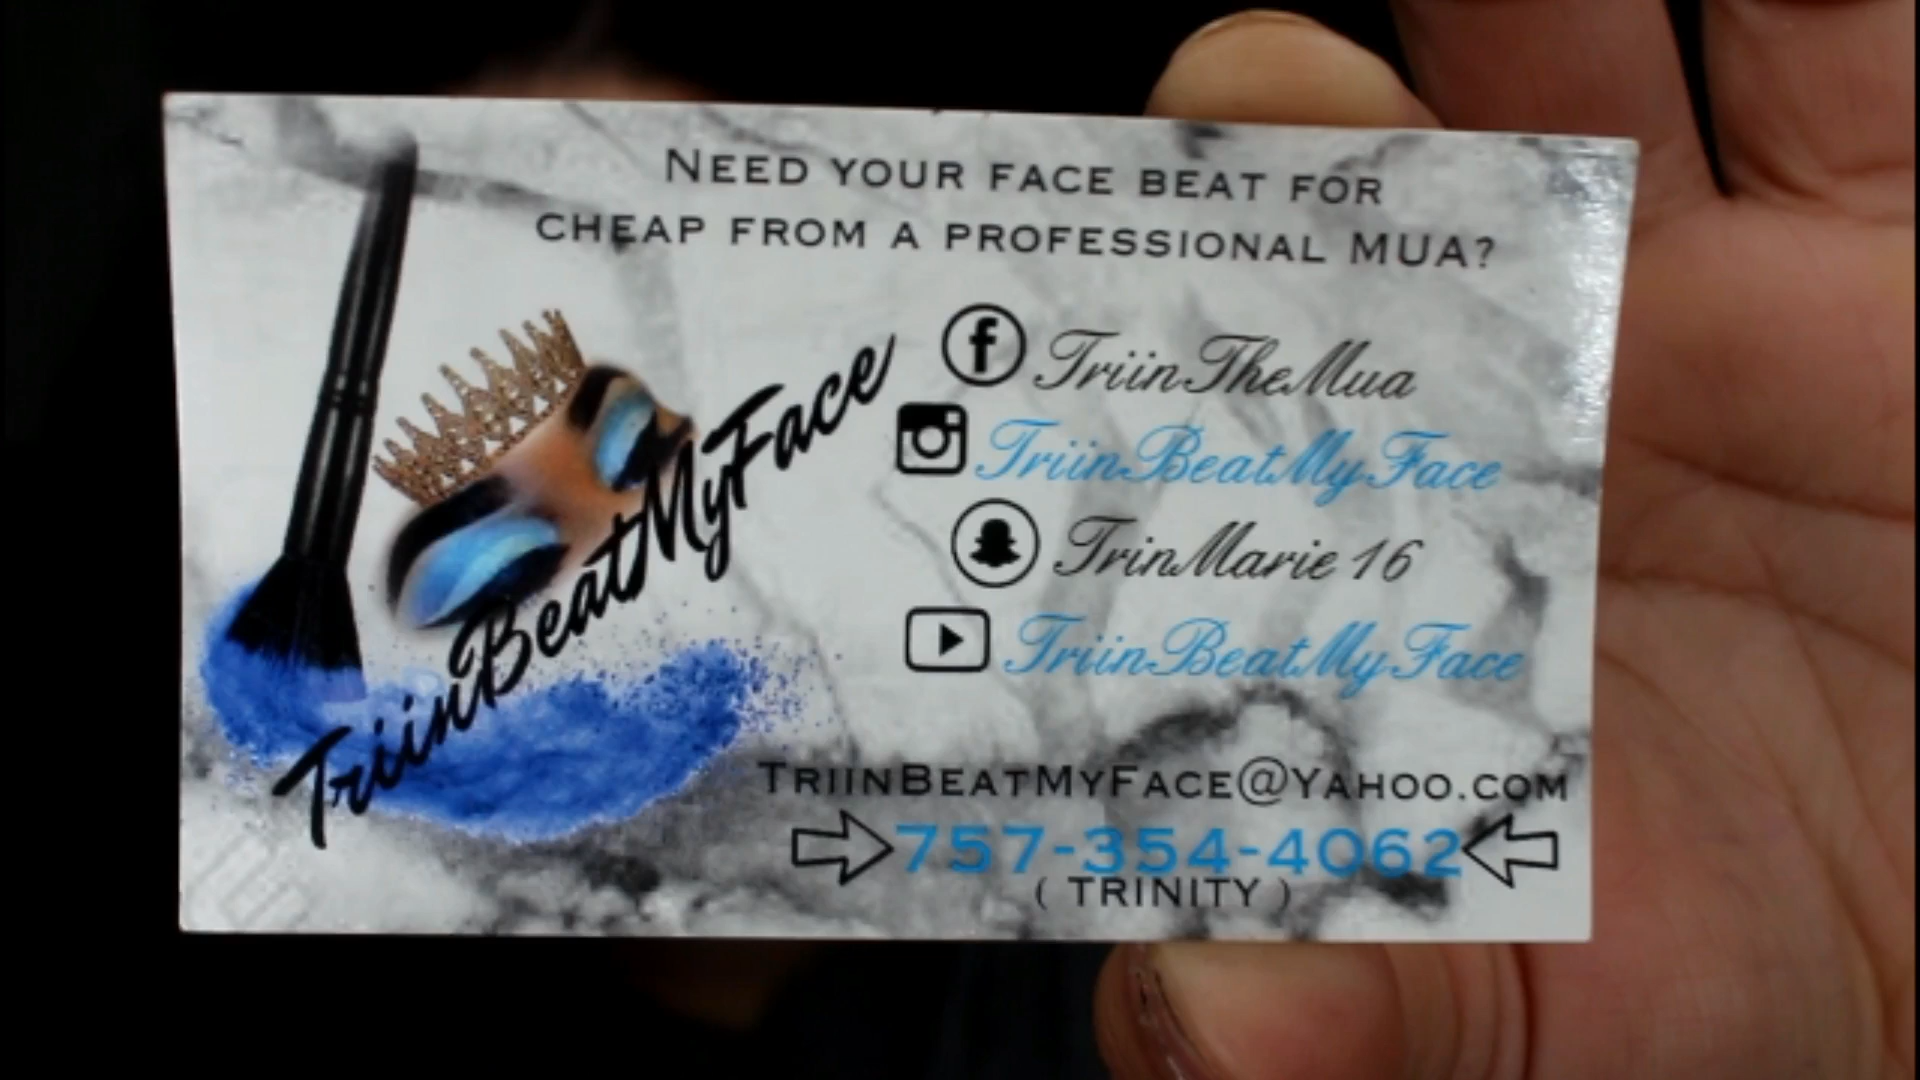 NEED YOUR FACE BEAT FOR
CHEAP FROM A PROFESSIONAL MUA?
TriinBeatMyFace
TriinTheMua
TriinBeatMyFace
TrinMarie16
TriinBeatMyFace
TRIINBEATMYFACE@YAHOO.COM
757-354-4062
( TRINITY )